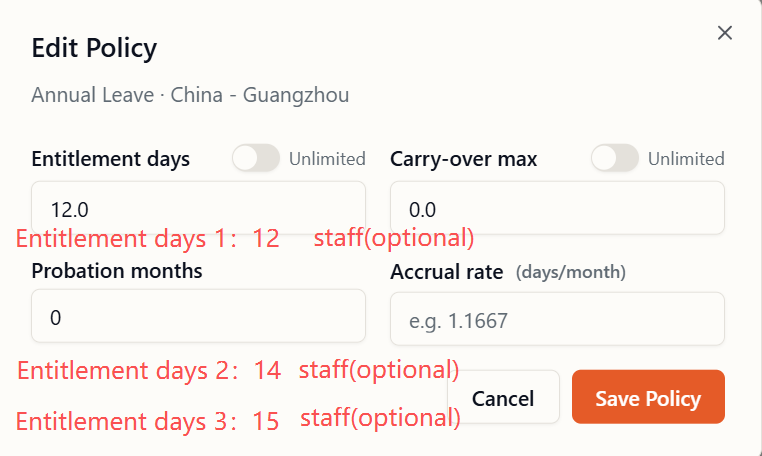 Edit Policy
Annual Leave · China - Guangzhou
Entitlement days Unlimited Carry-over max Unlimited
12.0 0.0
Entitlement days 1：12 staff(optional)
Probation months Accrual rate (days/month)
0 e.g. 1.1667
Entitlement days 2：14 staff(optional)
Cancel Save Policy
Entitlement days 3：15 staff(optional)